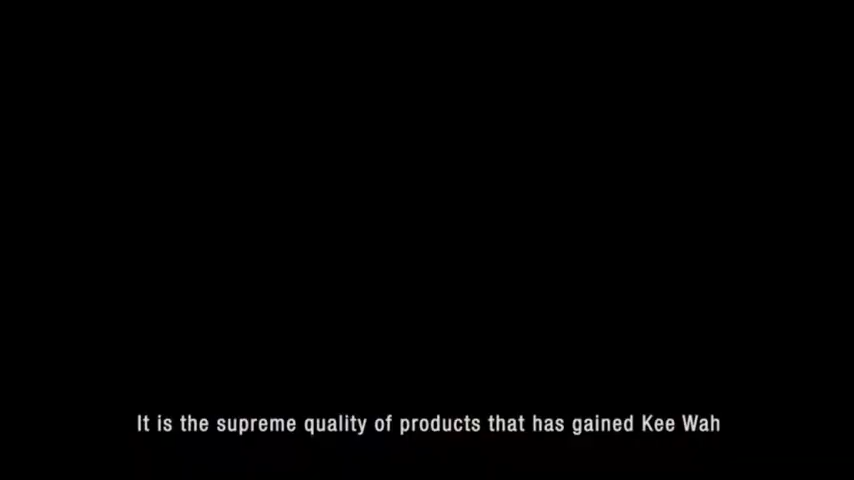 It is the supreme quality of products that has gained Kee Wah